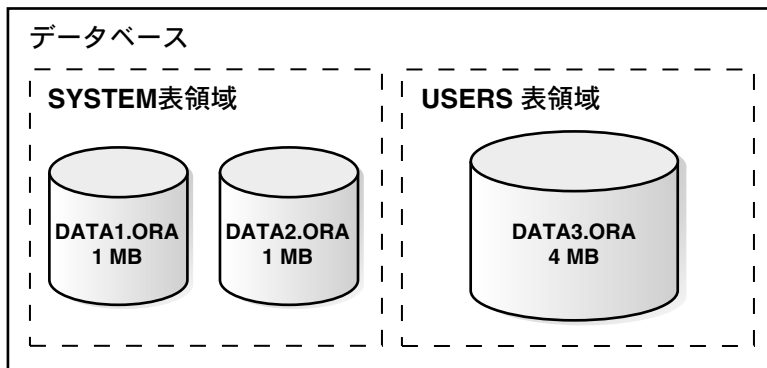 データベース
SYSTEM表領域
DATA1.ORA
1 MB
DATA2.ORA
1 MB
USERS 表領域
DATA3.ORA
4 MB